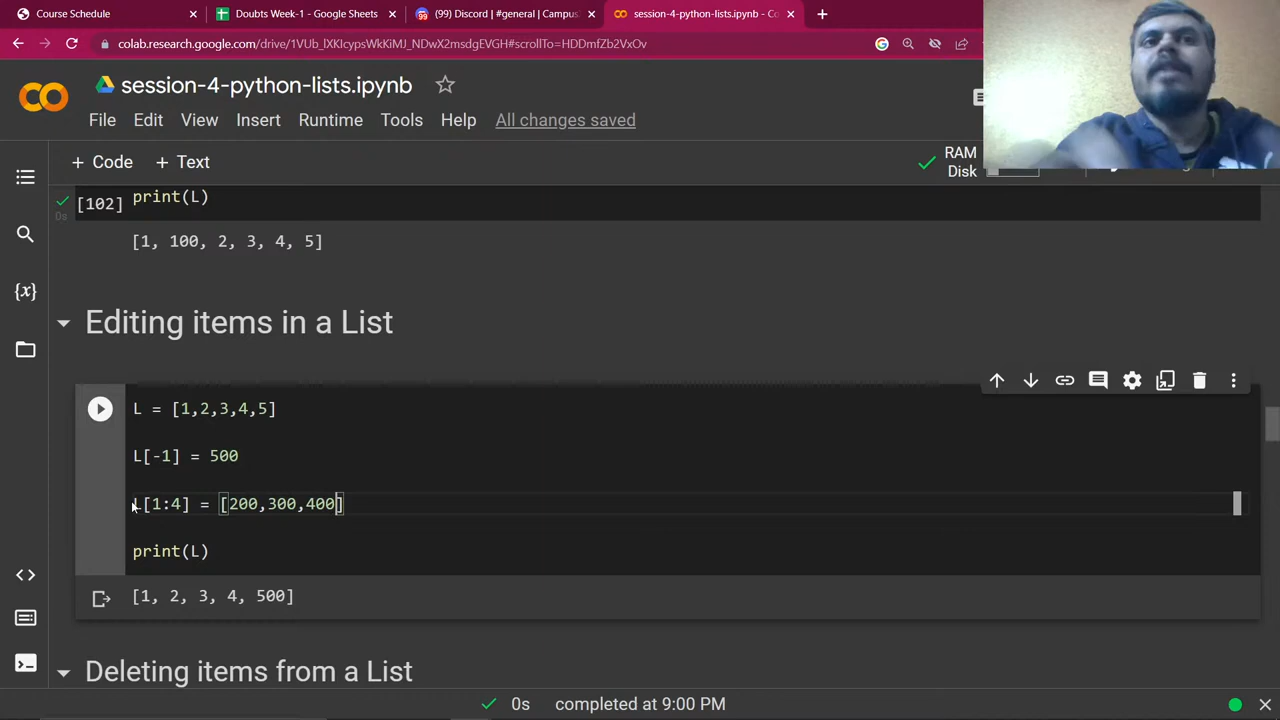 Course Schedule
Doubts Week-1 - Google Sheets
(99) Discord | #general | Campus
session-4-python-lists.ipynb - Co
colab.research.google.com/drive/1VUb_lXKIcypsWkKiMJ_NDwX2msdgEVGH#scrollTo=HDDmfZb2VxOv
session-4-python-lists.ipynb
File Edit View Insert Runtime Tools Help All changes saved
+ Code + Text
RAM
Disk
[102] print(L)
0s
[1, 100, 2, 3, 4, 5]
Editing items in a List
L = [1,2,3,4,5]
L[-1] = 500
L[1:4] = [200,300,400]
print(L)
[1, 2, 3, 4, 500]
Deleting items from a List
0s completed at 9:00 PM